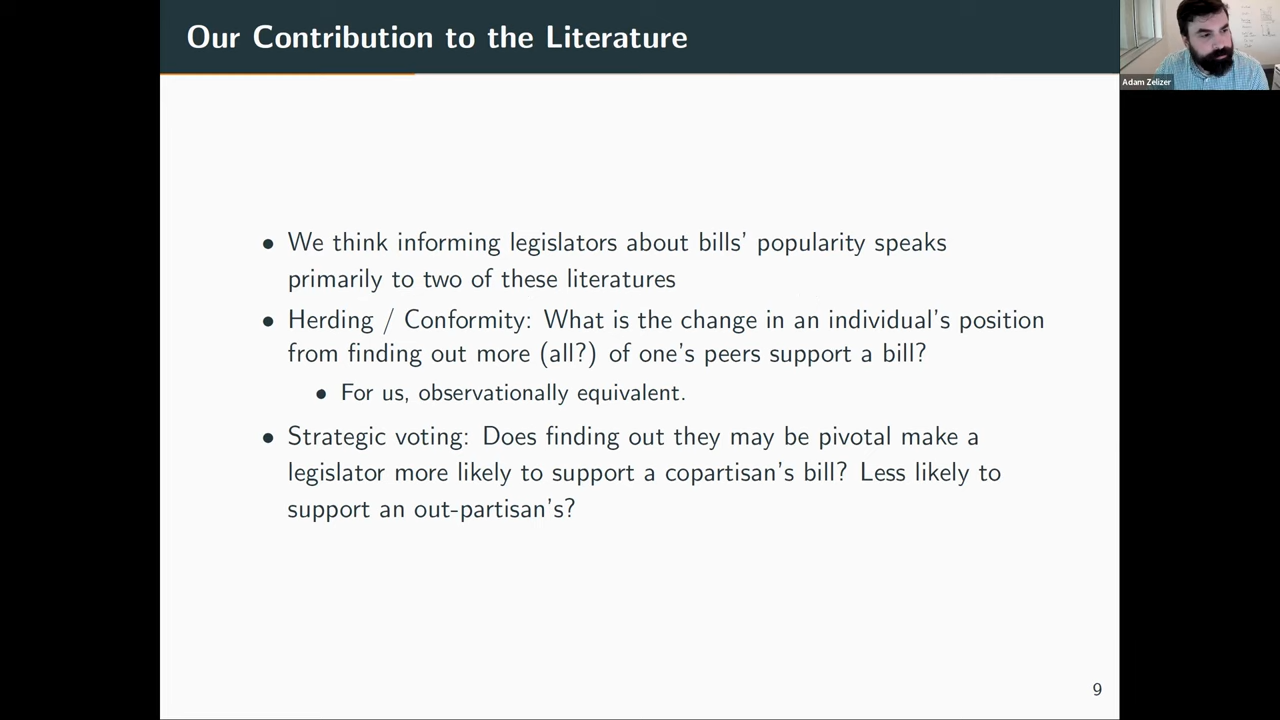 Our Contribution to the Literature
Adam Zelizer
• We think informing legislators about bills' popularity speaks
primarily to two of these literatures
• Herding / Conformity: What is the change in an individual's position
from finding out more (all?) of one's peers support a bill?
• For us, observationally equivalent.
• Strategic voting: Does finding out they may be pivotal make a
legislator more likely to support a copartisan's bill? Less likely to
support an out-partisan's?
9